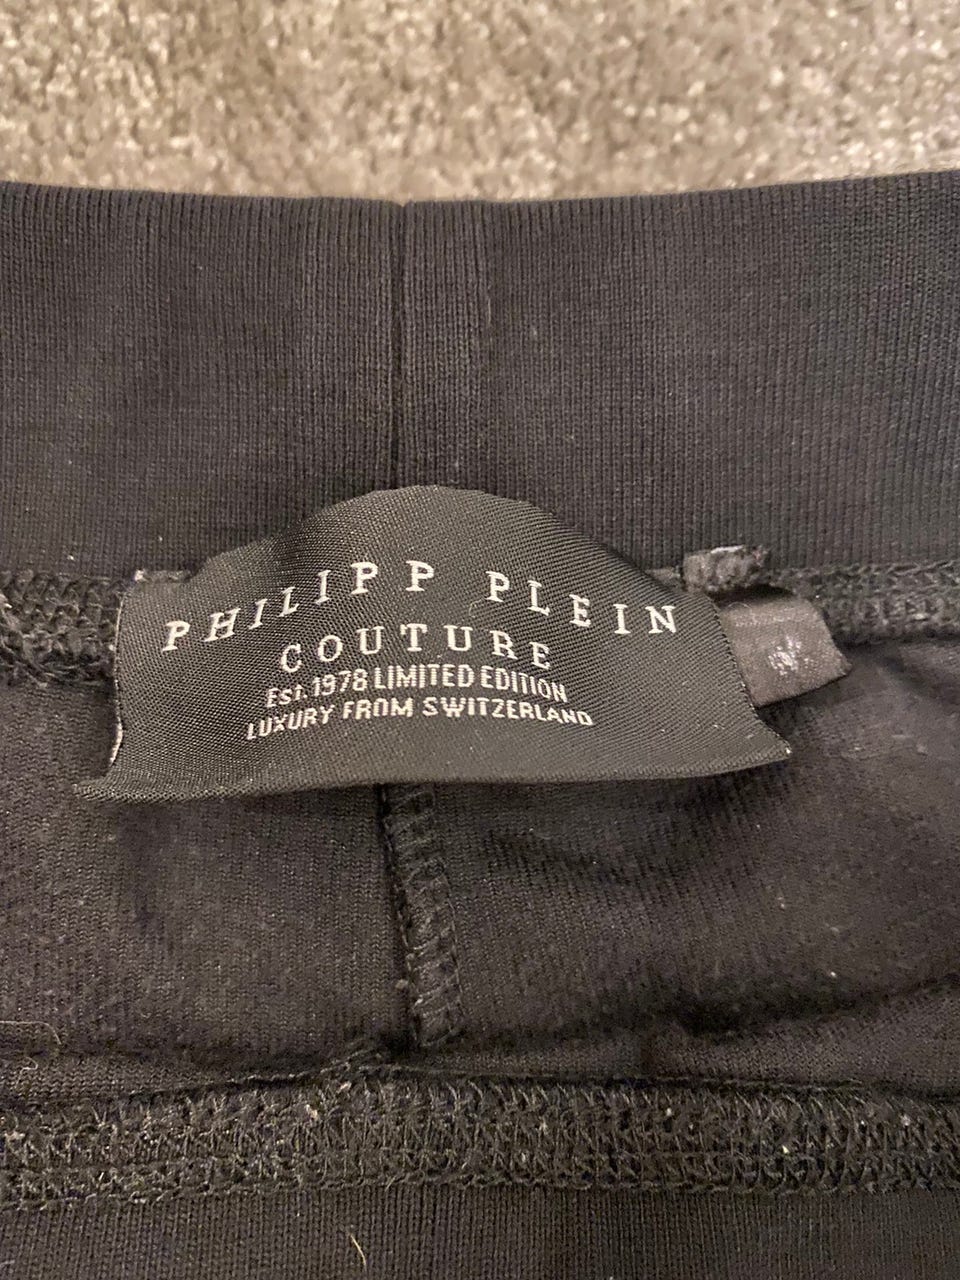 PHILIPP PLEIN
COUTURE
Est.1978 LIMITED EDITION
LUXURY FROM SWITZERLAND